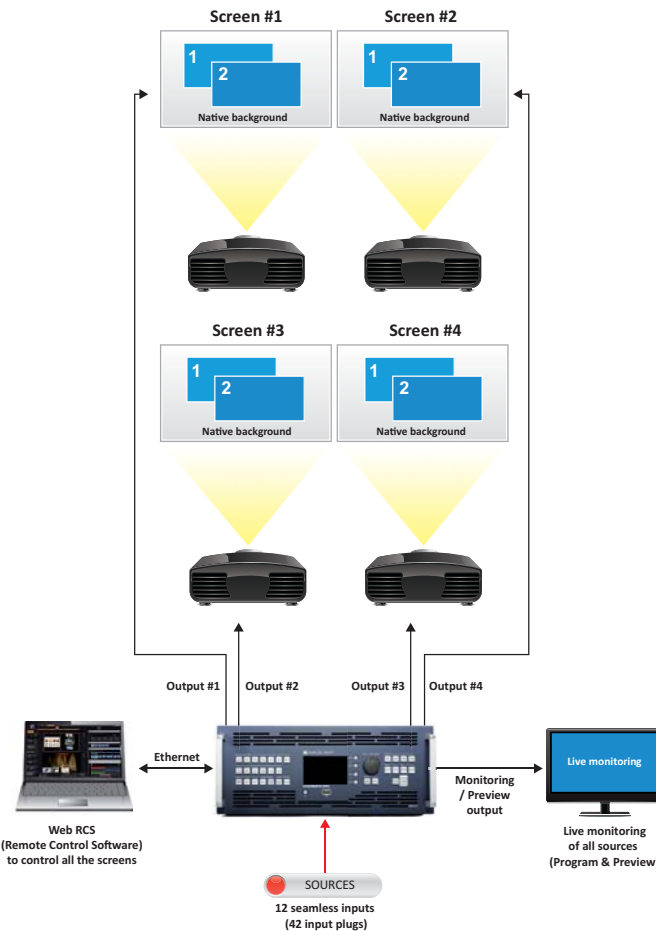 Screen #1
Screen #2
1
2
Native background
1
2
Native background
Screen #3
Screen #4
1
2
Native background
1
2
Native background
Output #1
Output #2
Output #3
Output #4
Ethernet
Monitoring
/ Preview
output
Live monitoring
Web RCS
(Remote Control Software)
to control all the screens
Live monitoring
of all sources
(Program & Preview
SOURCES
12 seamless inputs
(42 input plugs)